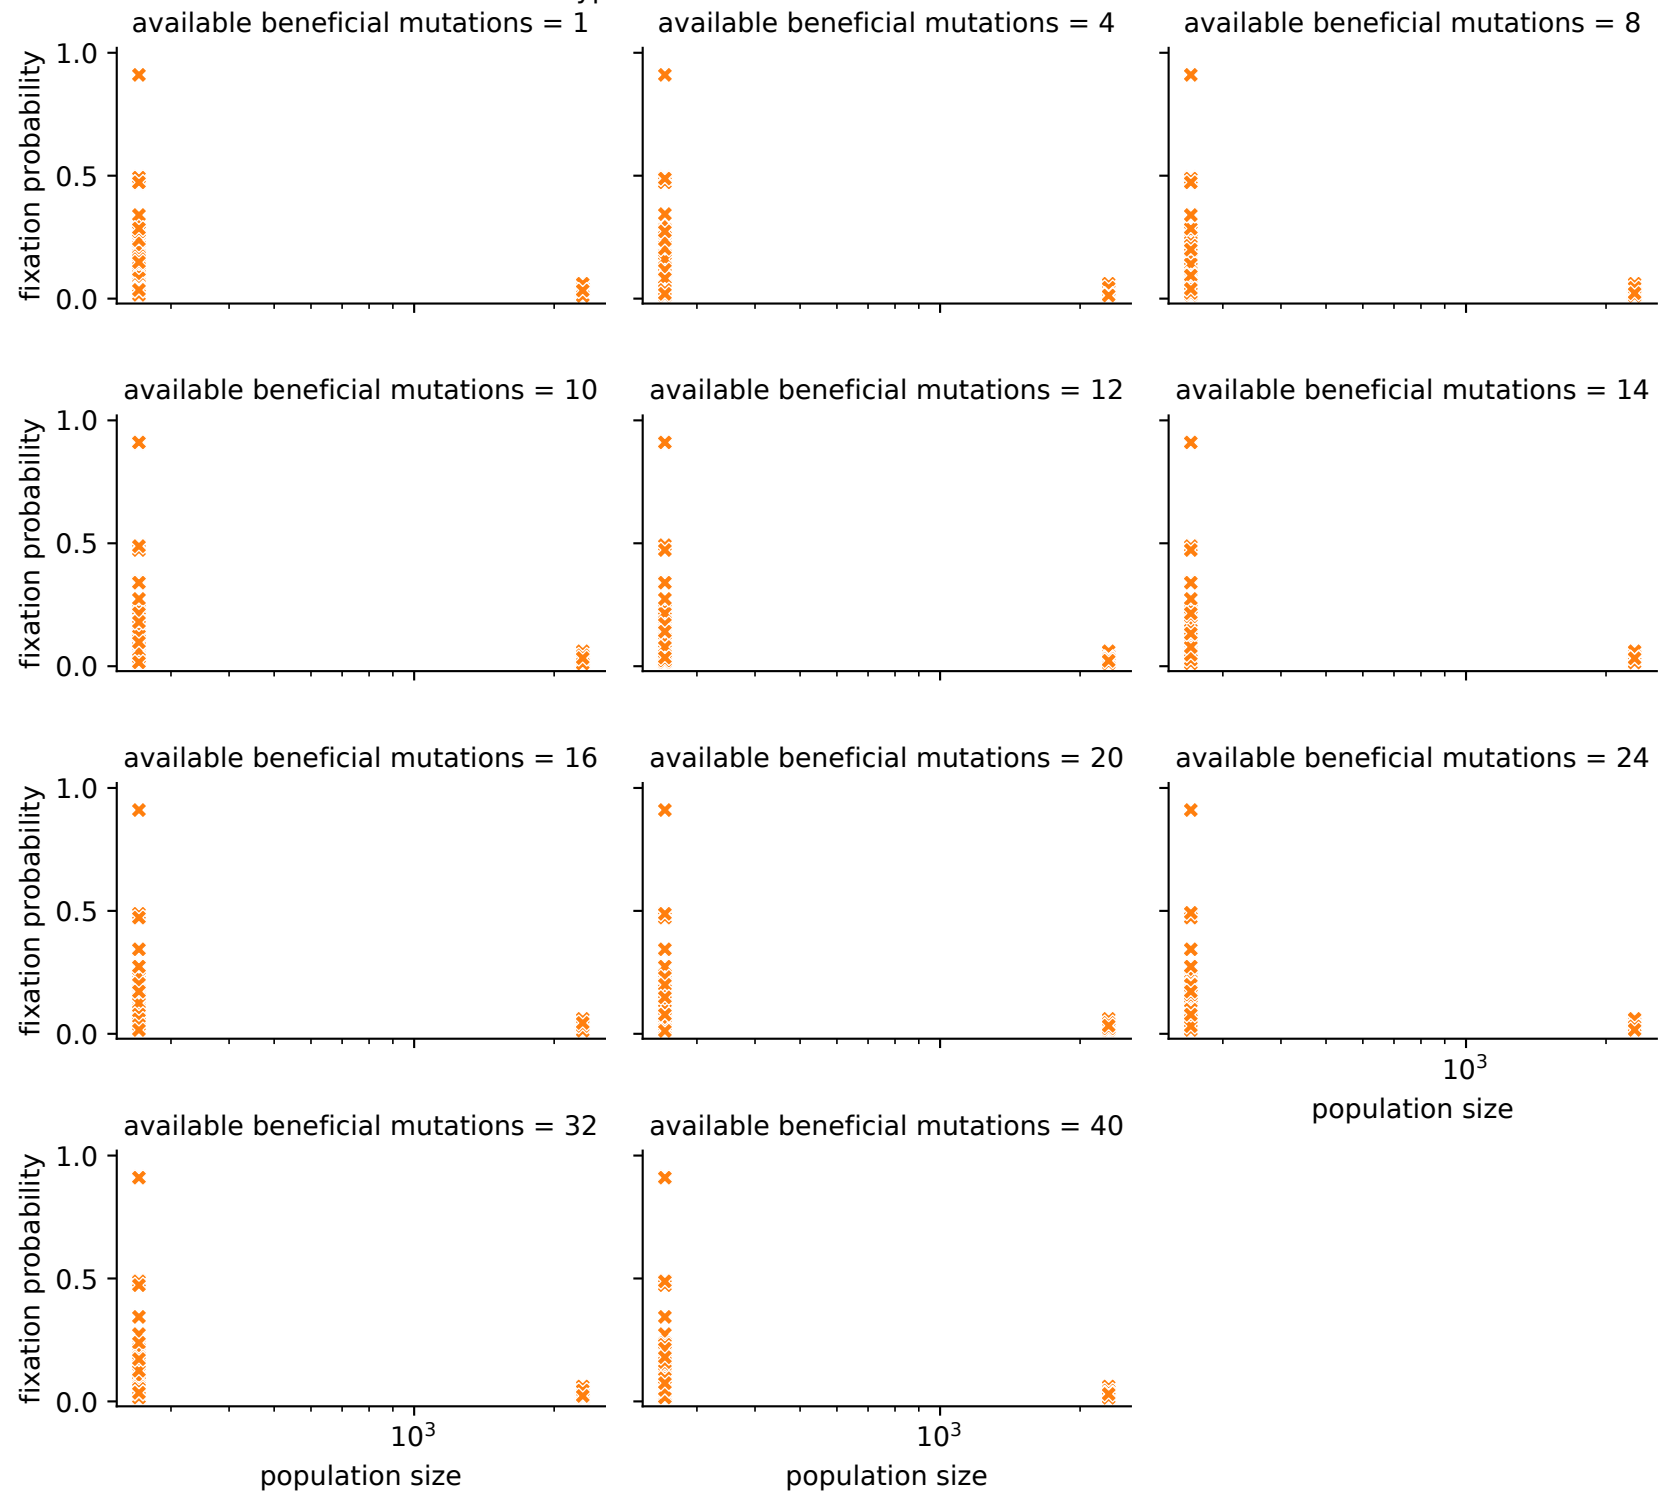 available beneficial mutations = 1
available beneficial mutations = 4
available beneficial mutations = 8
1.0
0.5
0.0
fixation probability
available beneficial mutations = 10
available beneficial mutations = 12
available beneficial mutations = 14
1.0
0.5
0.0
fixation probability
available beneficial mutations = 16
available beneficial mutations = 20
available beneficial mutations = 24
1.0
0.5
0.0
fixation probability
10³
population size
available beneficial mutations = 32
available beneficial mutations = 40
1.0
0.5
0.0
fixation probability
10³
10³
population size
population size